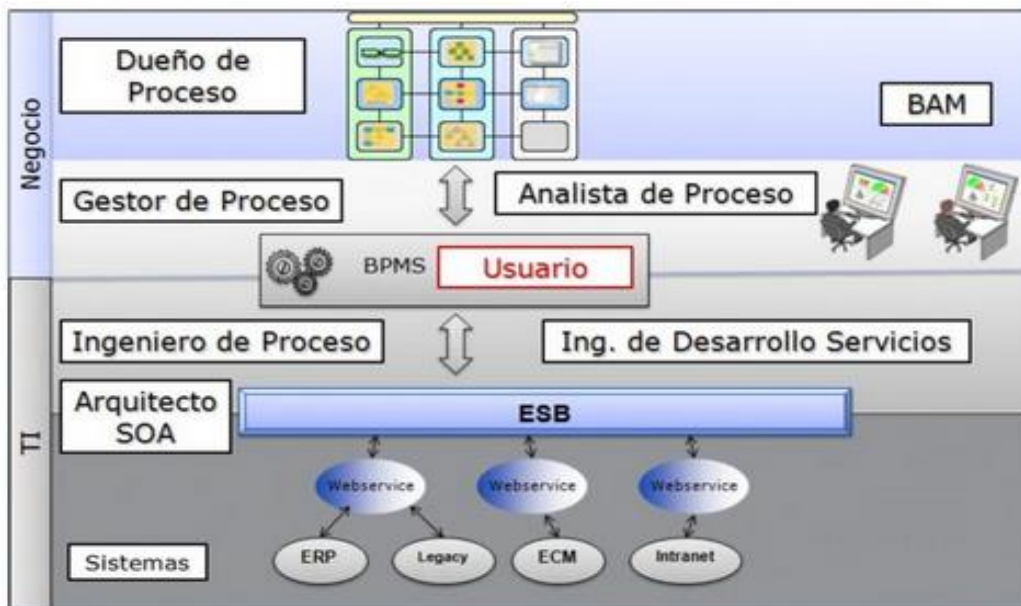 Negocio
Dueño de
Proceso
BAM
Gestor de Proceso
Analista de Proceso
BPMS
Usuario
TI
Ingeniero de Proceso
Ing. de Desarrollo Servicios
Arquitecto
SOA
ESB
Webservice
Webservice
Webservice
Sistemas
ERP
Legacy
ECM
Intranet